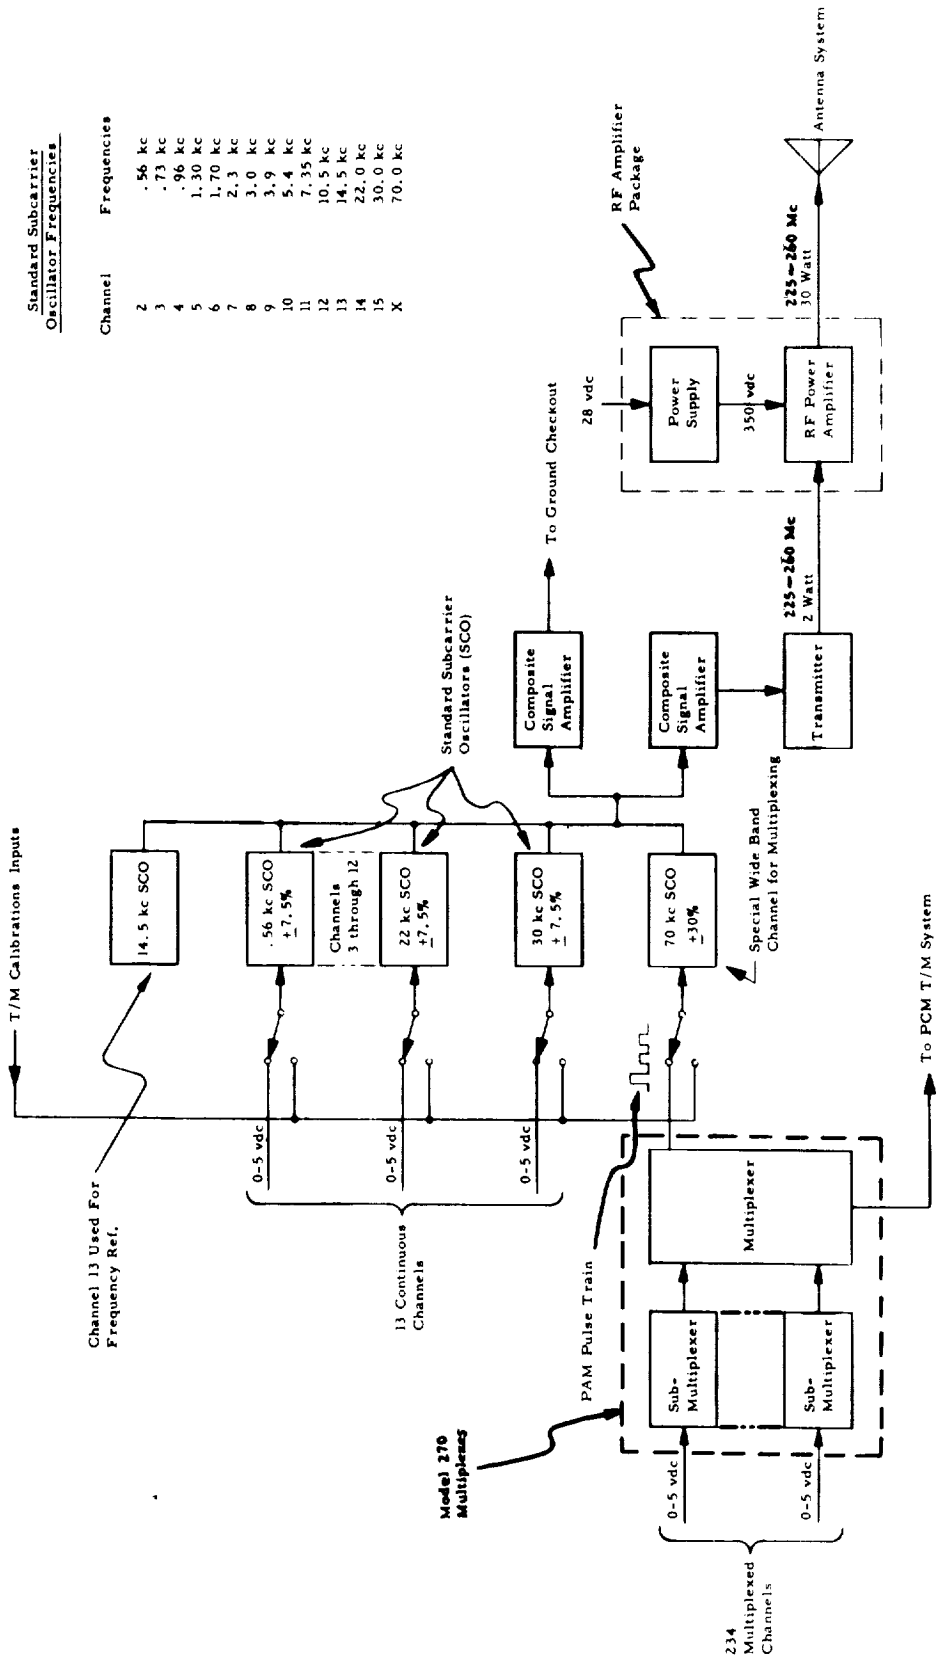 Standard Subcarrier
Oscillator Frequencies
Channel Frequencies
2 .56 kc
3 .73 kc
4 .96 kc
5 1.30 kc
6 1.70 kc
7 2.3 kc
8 3.0 kc
9 3.9 kc
10 5.4 kc
11 7.35 kc
12 10.5 kc
13 14.5 kc
14 22.0 kc
15 30.0 kc
X 70.0 kc
T/M Calibrations Inputs
Channel 13 Used For
Frequency Ref.
14.5 kc SCO
0-5 vdc
.56 kc SCO
±7.5%
Channels
3 through 12
0-5 vdc
22 kc SCO
±7.5%
13 Continuous
Channels
0-5 vdc
30 kc SCO
± 7.5%
Standard Subcarrier
Oscillators (SCO)
PAM Pulse Train
70 kc SCO
±30%
Special Wide Band
Channel for Multiplexing
Model 270
Multiplexes
234
Multiplexed
Channels
0-5 vdc
Sub-
Multiplexer
0-5 vdc
Sub-
Multiplexer
Multiplexer
To PCM T/M System
Composite
Signal
Amplifier
To Ground Checkout
Composite
Signal
Amplifier
Transmitter
225-260 Mc
2 Watt
RF Amplifier
Package
28 vdc
Power
Supply
350 vdc
RF Power
Amplifier
225-260 Mc
30 Watt
Antenna System